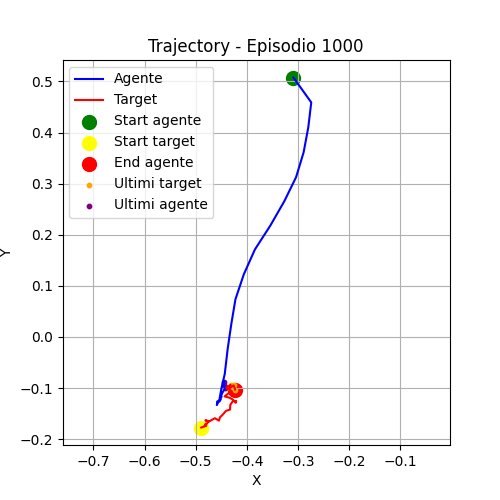 Trajectory - Episodio 1000
Agente
Target
Start agente
Start target
End agente
Ultimi target
Ultimi agente
Y
0.5
0.4
0.3
0.2
0.1
0.0
−0.1
−0.2
−0.7 −0.6 −0.5 −0.4 −0.3 −0.2 −0.1
X